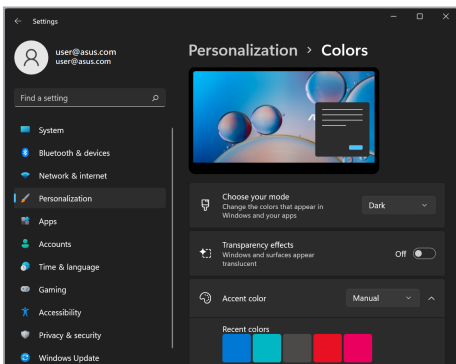 Settings
user@asus.com
user@asus.com
Find a setting
System
Bluetooth & devices
Network & internet
Personalization
Apps
Accounts
Time & language
Gaming
Accessibility
Privacy & security
Windows Update
Personalization > Colors
Choose your mode
Change the colors that appear in
Windows and your apps
Dark
Transparency effects
Windows and surfaces appear
translucent
Off
Accent color
Manual
Recent colors